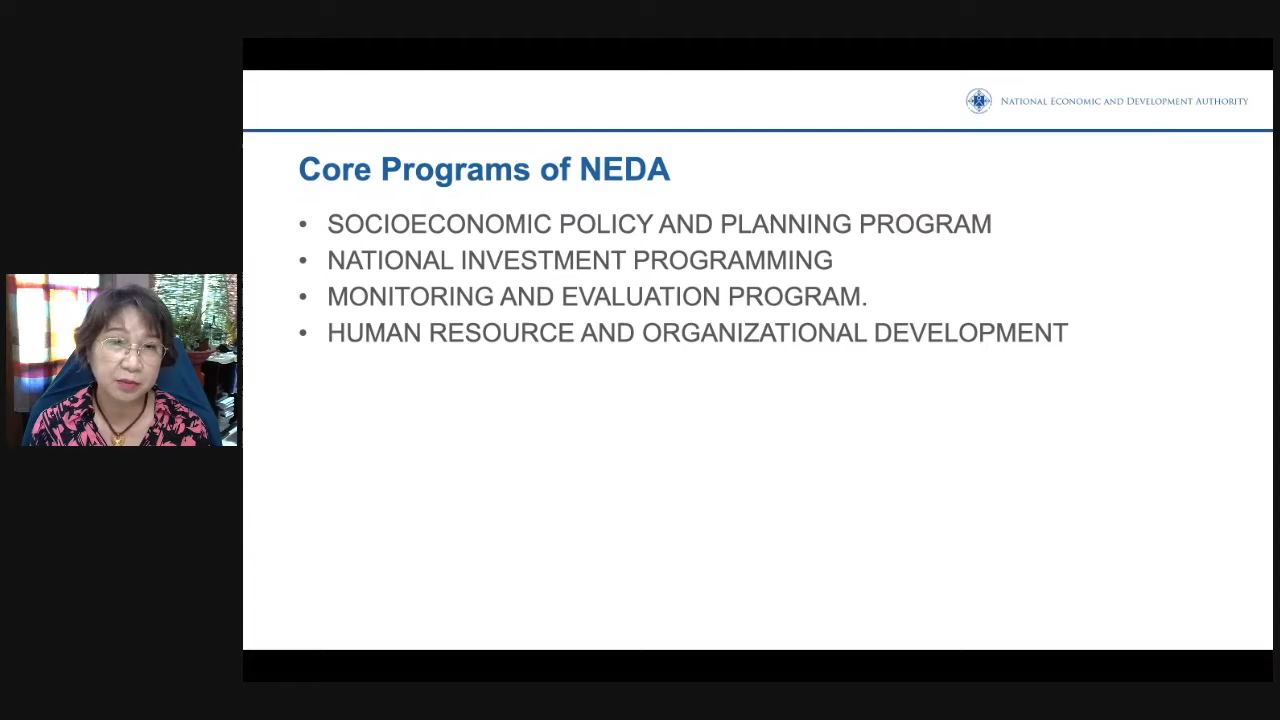 NATIONAL ECONOMIC AND DEVELOPMENT AUTHORITY
Core Programs of NEDA
• SOCIOECONOMIC POLICY AND PLANNING PROGRAM
• NATIONAL INVESTMENT PROGRAMMING
• MONITORING AND EVALUATION PROGRAM.
• HUMAN RESOURCE AND ORGANIZATIONAL DEVELOPMENT